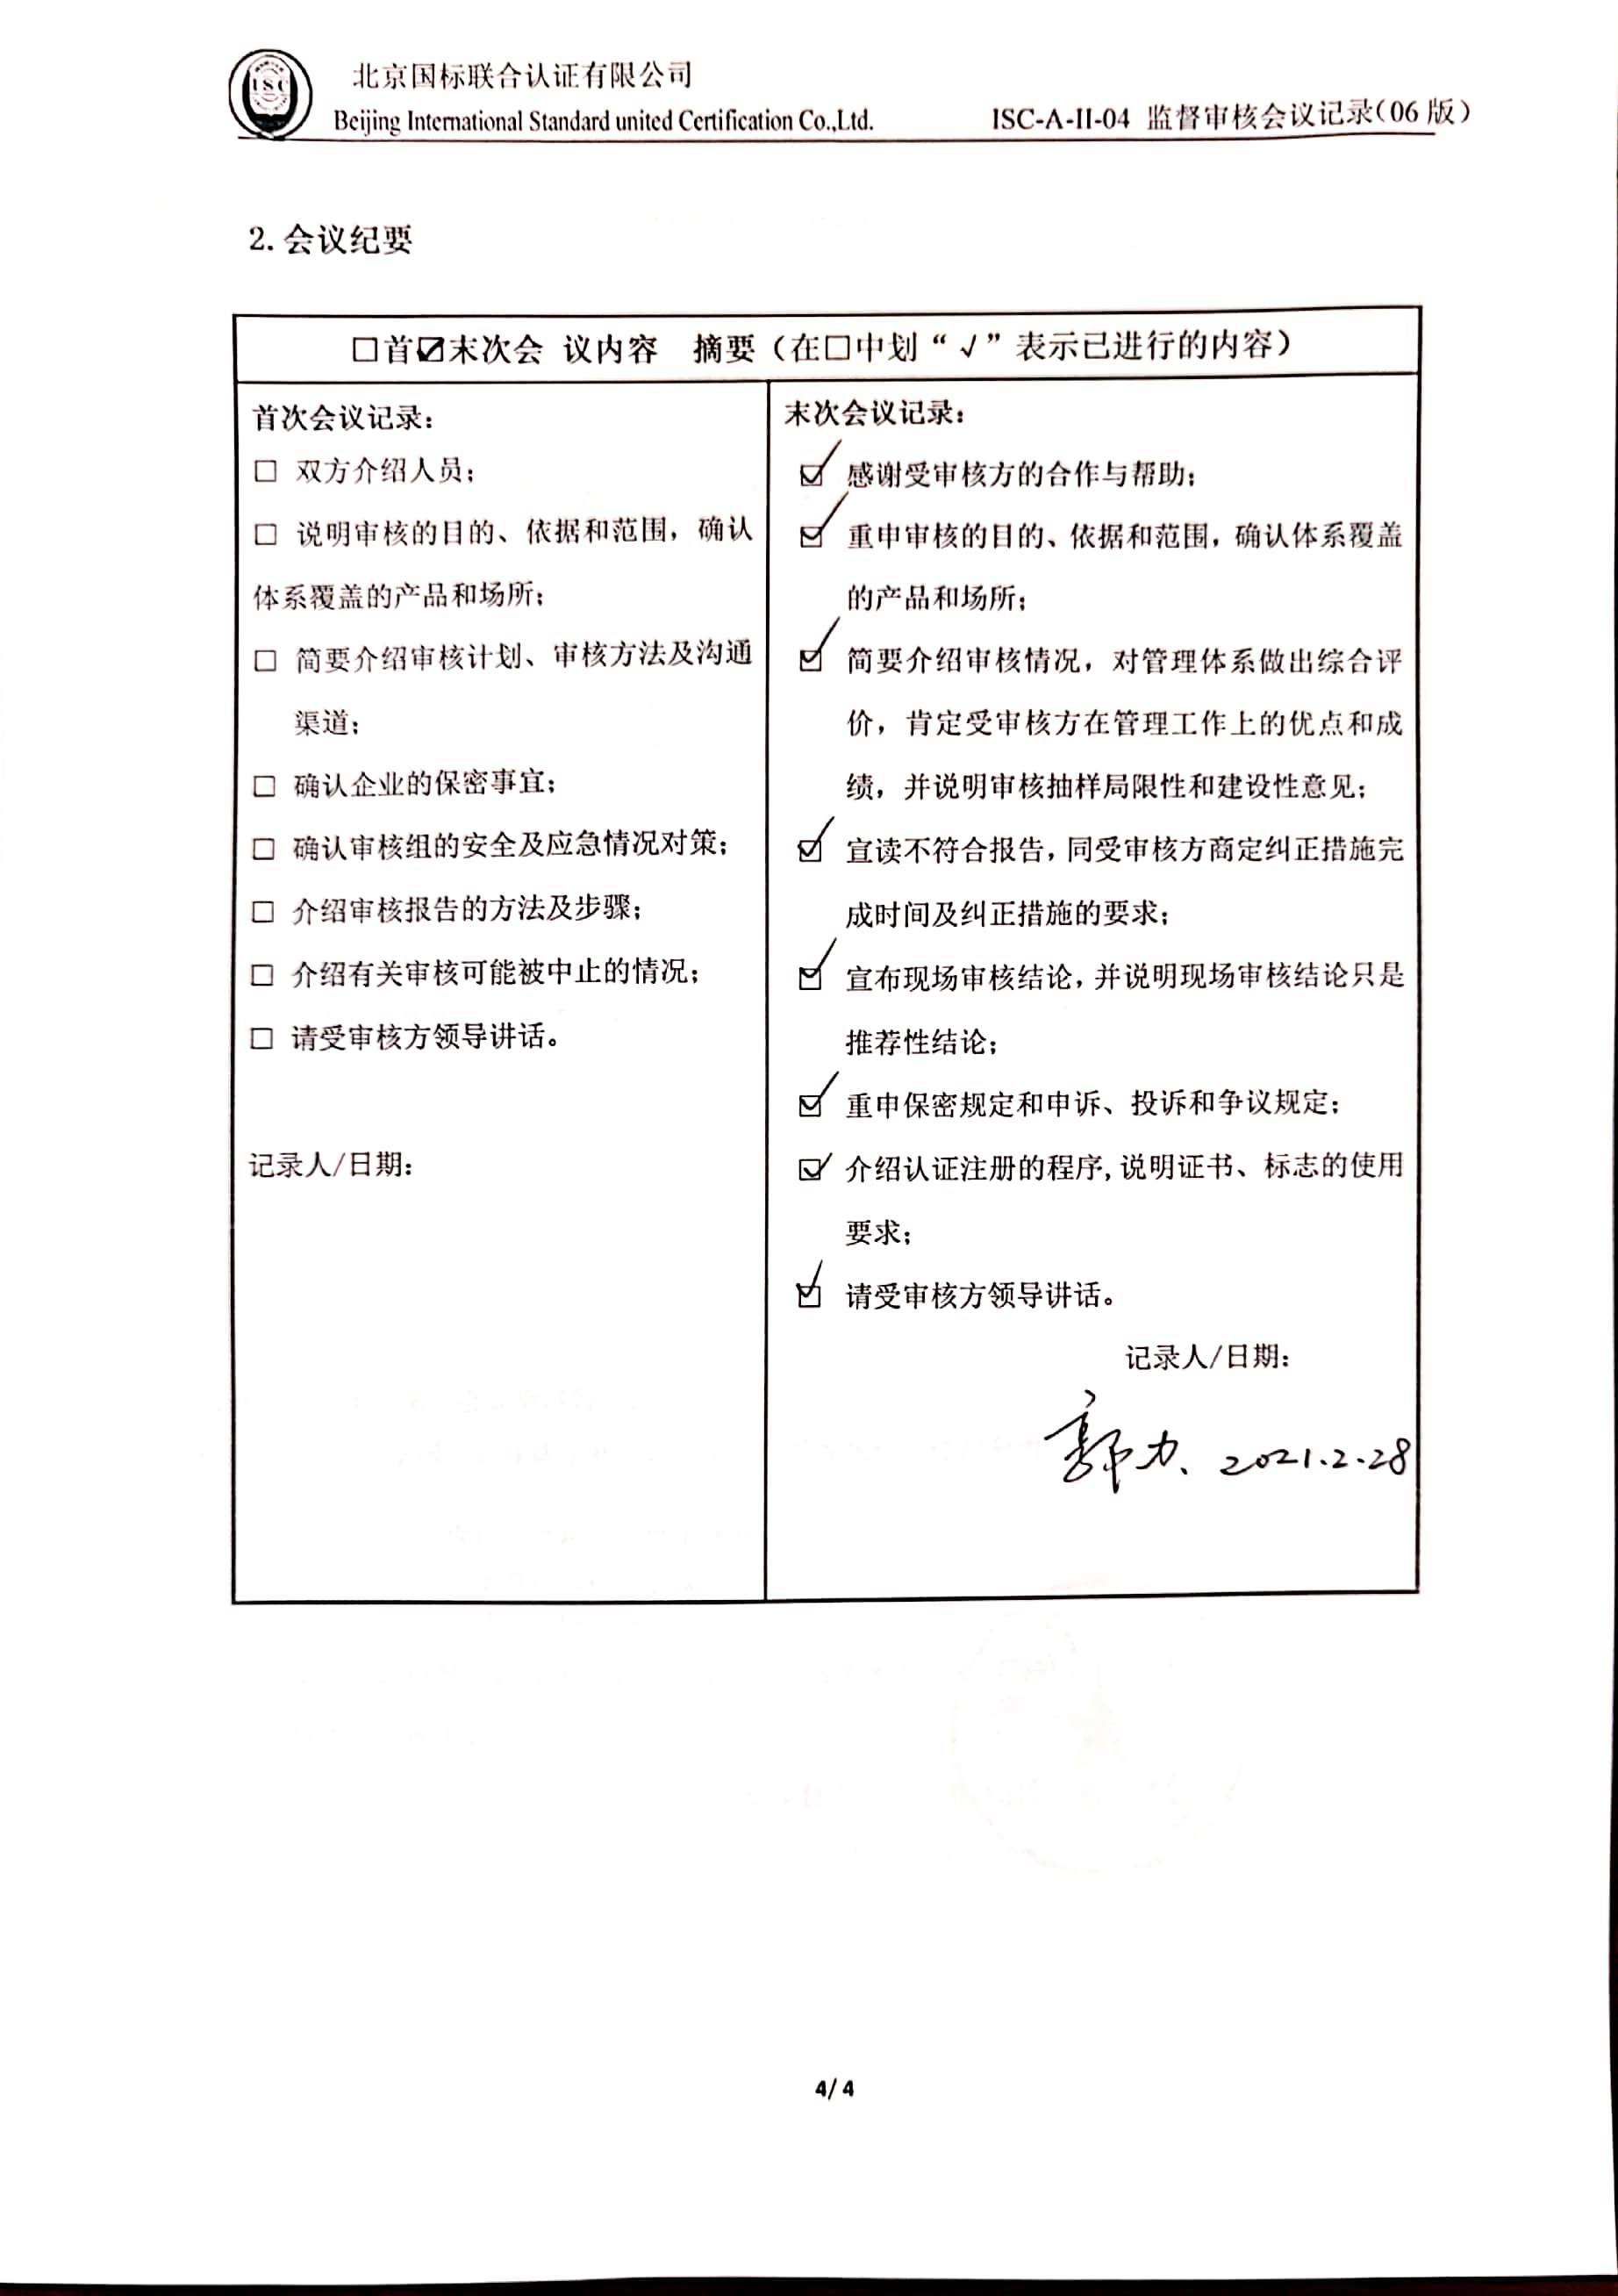 ISC
北京国标联合认证有限公司
Beijing International Standard united Certification Co.,Ltd.
ISC-A-II-04 监督审核会议记录(06版)
2. 会议纪要
□首☑末次会 议内容 摘要（在□中划“√”表示已进行的内容）
首次会议记录：
□ 双方介绍人员；
□ 说明审核的目的、依据和范围，确认
体系覆盖的产品和场所；
□ 简要介绍审核计划、审核方法及沟通
渠道；
□ 确认企业的保密事宜；
□ 确认审核组的安全及应急情况对策；
□ 介绍审核报告的方法及步骤；
□ 介绍有关审核可能被中止的情况；
□ 请受审核方领导讲话。
记录人/日期：
末次会议记录：
☑ 感谢受审核方的合作与帮助；
☑ 重申审核的目的、依据和范围，确认体系覆盖
的产品和场所；
☑ 简要介绍审核情况，对管理体系做出综合评
价，肯定受审核方在管理工作上的优点和成
绩，并说明审核抽样局限性和建设性意见；
☑ 宣读不符合报告，同受审核方商定纠正措施完
成时间及纠正措施的要求；
☑ 宣布现场审核结论，并说明现场审核结论只是
推荐性结论；
☑ 重申保密规定和申诉、投诉和争议规定；
☑ 介绍认证注册的程序，说明证书、标志的使用
要求；
☑ 请受审核方领导讲话。
记录人/日期：
郭力、2021.2.28
4/ 4